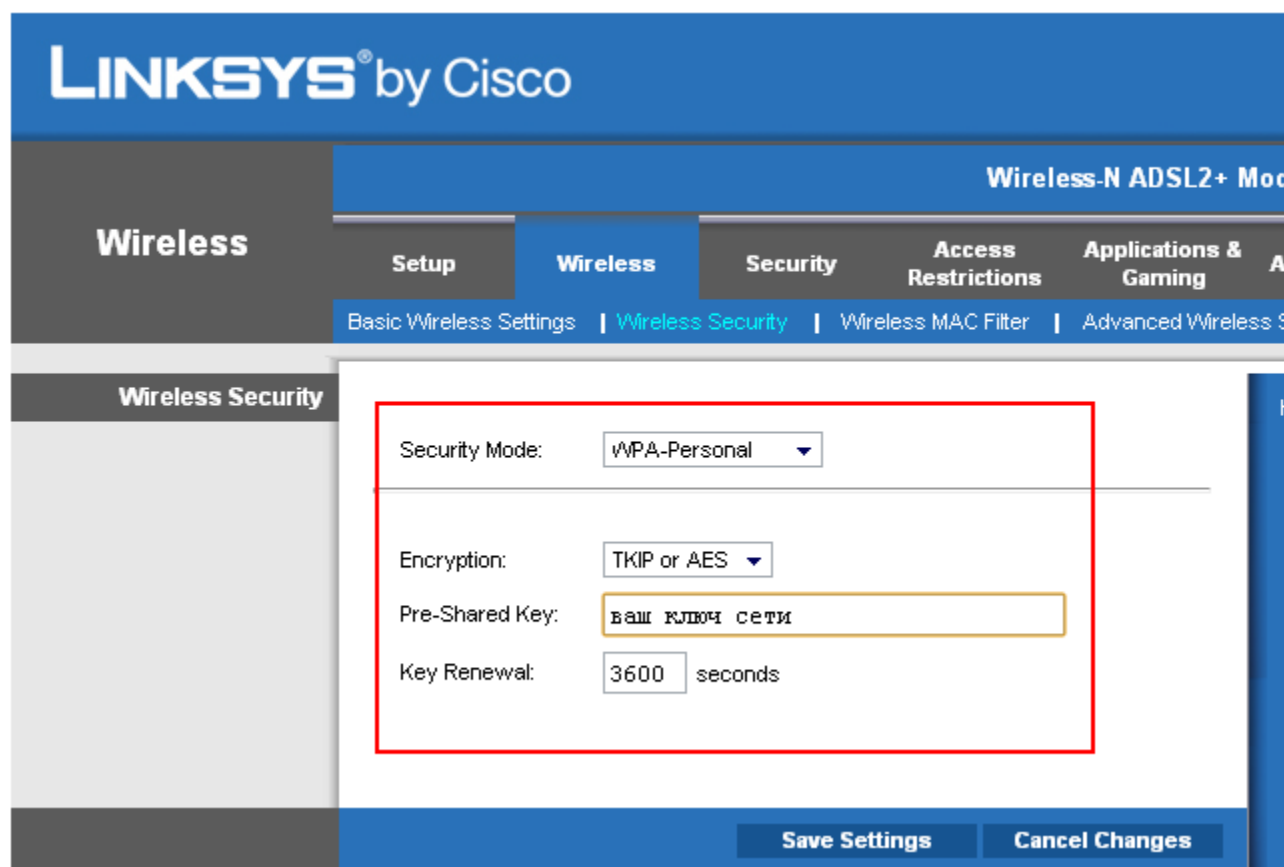 LINKSYS® by Cisco
Wireless-N ADSL2+
Wireless
Setup
Wireless
Security
Access
Restrictions
Applications &
Gaming
Basic Wireless Settings | Wireless Security | Wireless MAC Filter | Advanced Wireless
Wireless Security
Security Mode: WPA-Personal
Encryption: TKIP or AES
Pre-Shared Key: ваш ключ сети
Key Renewal: 3600 seconds
Save Settings Cancel Changes